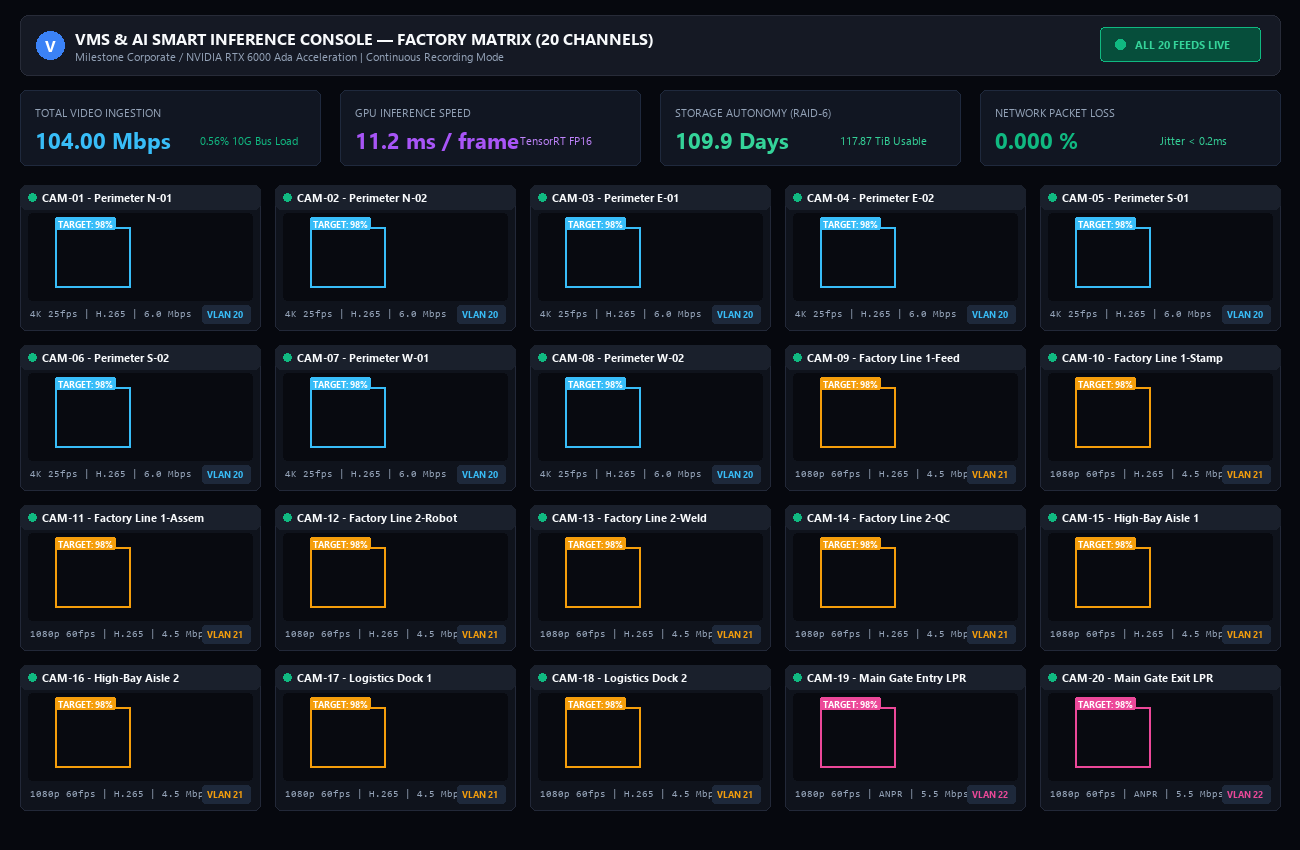 V
VMS & AI SMART INFERENCE CONSOLE — FACTORY MATRIX (20 CHANNELS)
Milestone Corporate / NVIDIA RTX 6000 Ada Acceleration | Continuous Recording Mode
ALL 20 FEEDS LIVE
TOTAL VIDEO INGESTION
104.00 Mbps 0.56% 10G Bus Load
GPU INFERENCE SPEED
11.2 ms / frame TensorRT FP16
STORAGE AUTONOMY (RAID-6)
109.9 Days 117.87 TiB Usable
NETWORK PACKET LOSS
0.000 % Jitter < 0.2ms
CAM-01 - Perimeter N-01
TARGET: 98%
4K 25fps | H.265 | 6.0 Mbps VLAN 20
CAM-02 - Perimeter N-02
TARGET: 98%
4K 25fps | H.265 | 6.0 Mbps VLAN 20
CAM-03 - Perimeter E-01
TARGET: 98%
4K 25fps | H.265 | 6.0 Mbps VLAN 20
CAM-04 - Perimeter E-02
TARGET: 98%
4K 25fps | H.265 | 6.0 Mbps VLAN 20
CAM-05 - Perimeter S-01
TARGET: 98%
4K 25fps | H.265 | 6.0 Mbps VLAN 20
CAM-06 - Perimeter S-02
TARGET: 98%
4K 25fps | H.265 | 6.0 Mbps VLAN 20
CAM-07 - Perimeter W-01
TARGET: 98%
4K 25fps | H.265 | 6.0 Mbps VLAN 20
CAM-08 - Perimeter W-02
TARGET: 98%
4K 25fps | H.265 | 6.0 Mbps VLAN 20
CAM-09 - Factory Line 1-Feed
TARGET: 98%
1080p 60fps | H.265 | 4.5 Mbp VLAN 21
CAM-10 - Factory Line 1-Stamp
TARGET: 98%
1080p 60fps | H.265 | 4.5 Mbp VLAN 21
CAM-11 - Factory Line 1-Assem
TARGET: 98%
1080p 60fps | H.265 | 4.5 Mbp VLAN 21
CAM-12 - Factory Line 2-Robot
TARGET: 98%
1080p 60fps | H.265 | 4.5 Mbp VLAN 21
CAM-13 - Factory Line 2-Weld
TARGET: 98%
1080p 60fps | H.265 | 4.5 Mbp VLAN 21
CAM-14 - Factory Line 2-QC
TARGET: 98%
1080p 60fps | H.265 | 4.5 Mbp VLAN 21
CAM-15 - High-Bay Aisle 1
TARGET: 98%
1080p 60fps | H.265 | 4.5 Mbp VLAN 21
CAM-16 - High-Bay Aisle 2
TARGET: 98%
1080p 60fps | H.265 | 4.5 Mbp VLAN 21
CAM-17 - Logistics Dock 1
TARGET: 98%
1080p 60fps | H.265 | 4.5 Mbp VLAN 21
CAM-18 - Logistics Dock 2
TARGET: 98%
1080p 60fps | H.265 | 4.5 Mbp VLAN 21
CAM-19 - Main Gate Entry LPR
TARGET: 98%
1080p 60fps | ANPR | 5.5 Mbps VLAN 22
CAM-20 - Main Gate Exit LPR
TARGET: 98%
1080p 60fps | ANPR | 5.5 Mbps VLAN 22